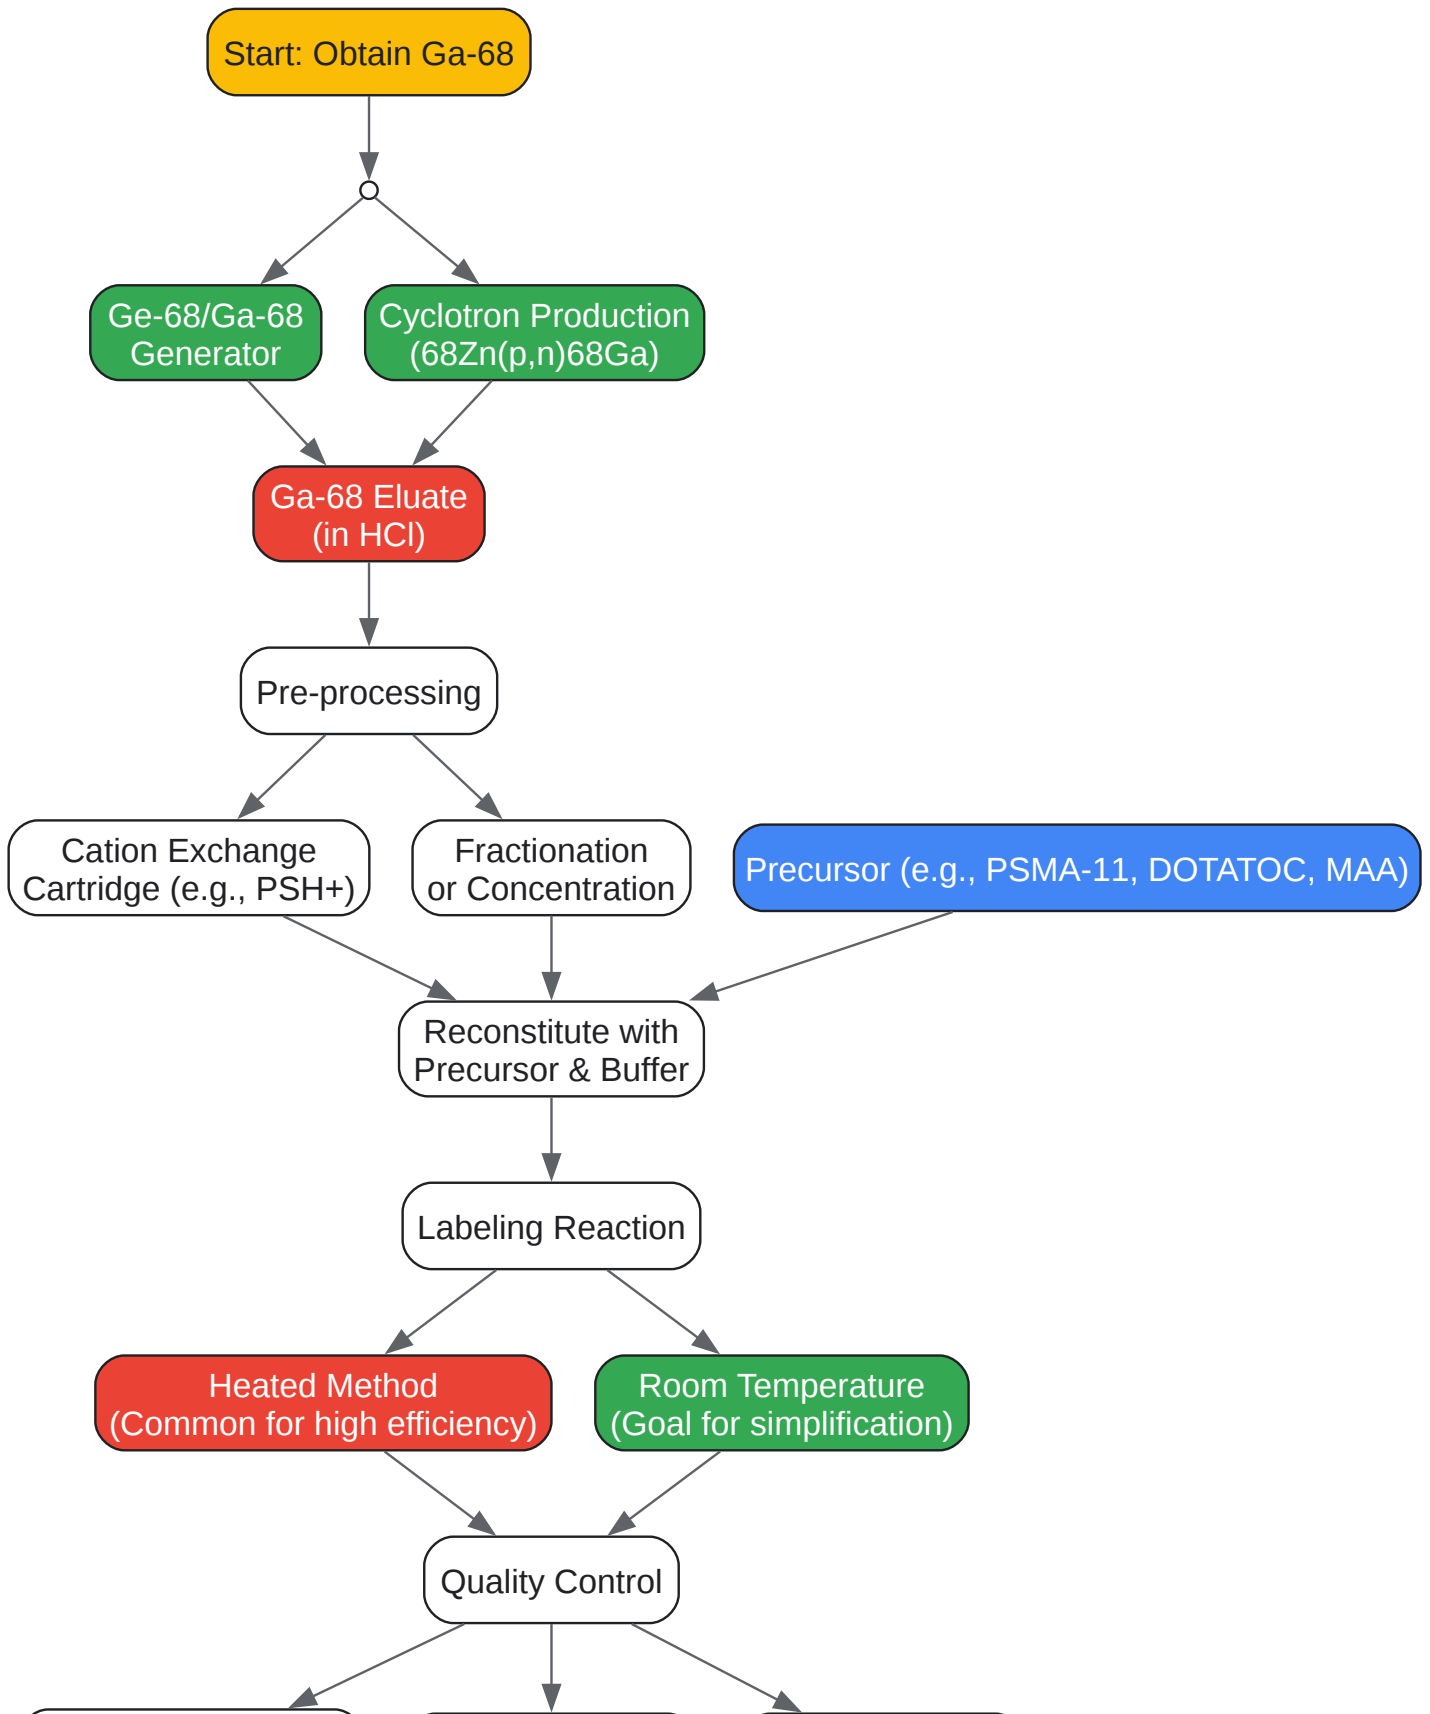 Start: Obtain Ga-68
Ge-68/Ga-68
Generator
Cyclotron Production
(68Zn(p,n)68Ga)
Ga-68 Eluate
(in HCl)
Pre-processing
Cation Exchange
Cartridge (e.g., PSH+)
Fractionation
or Concentration
Precursor (e.g., PSMA-11, DOTATOC, MAA)
Reconstitute with
Precursor & Buffer
Labeling Reaction
Heated Method
(Common for high efficiency)
Room Temperature
(Goal for simplification)
Quality Control